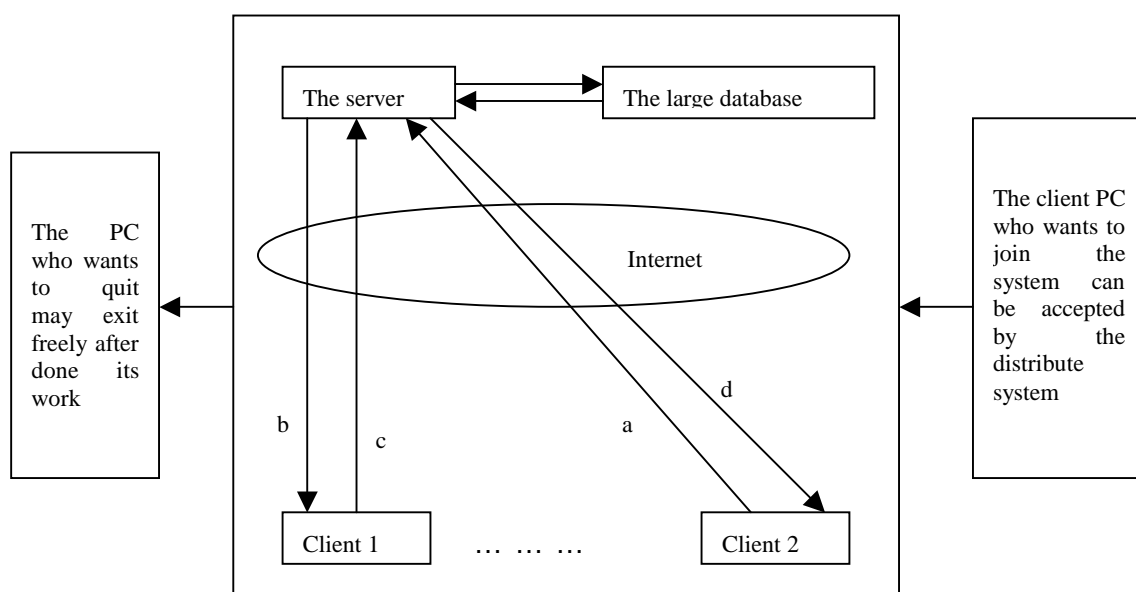 The server
The large database
The PC
who wants
to quit
may exit
freely after
done its
work
Internet
The client PC
who wants to
join the
system can
be accepted
by the
distribute
system
b
c
a
d
Client 1
... ... ...
Client 2